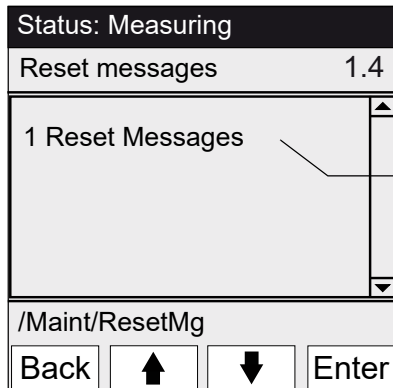 Status: Measuring
Reset messages 1.4
1 Reset Messages
/Maint/ResetMg
Back Enter